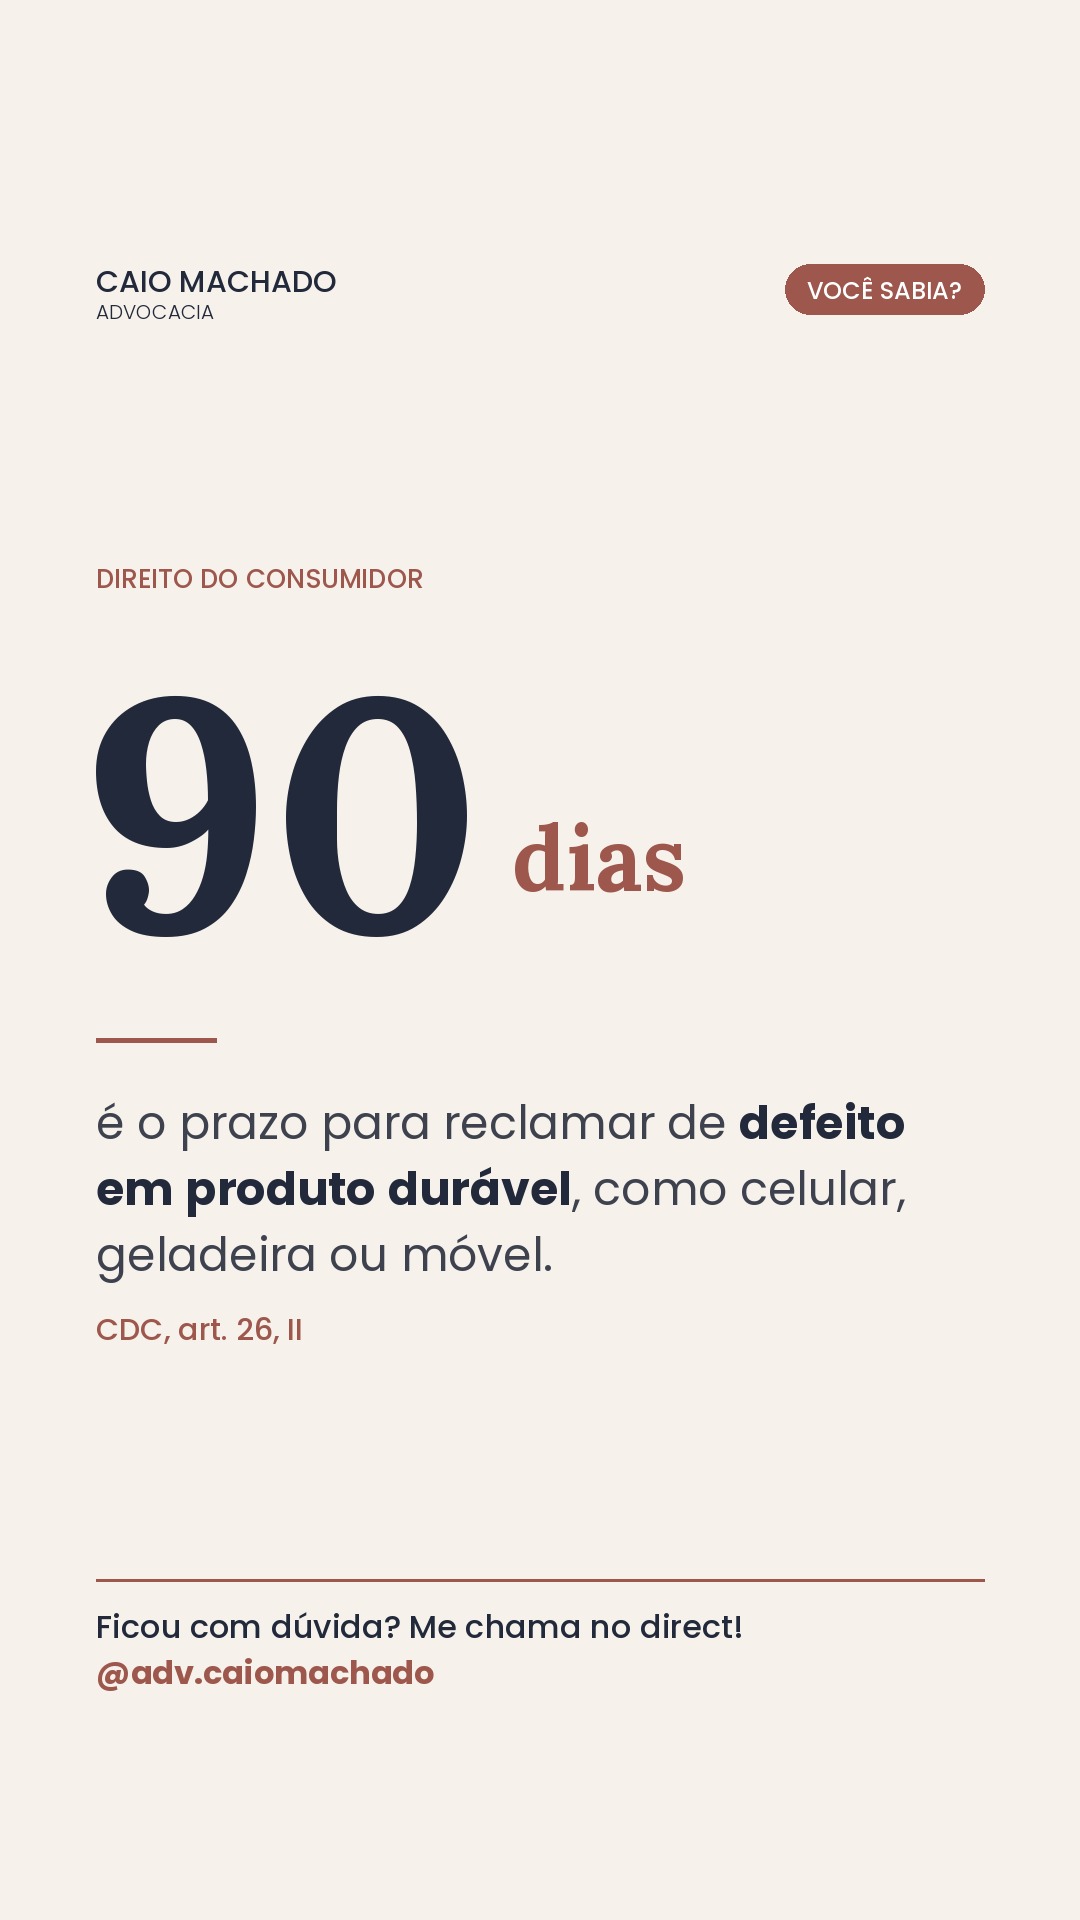 CAIO MACHADO
ADVOCACIA
VOCÊ SABIA?
DIREITO DO CONSUMIDOR
90 dias
é o prazo para reclamar de defeito
em produto durável, como celular,
geladeira ou móvel.
CDC, art. 26, II
Ficou com dúvida? Me chama no direct!
@adv.caiomachado